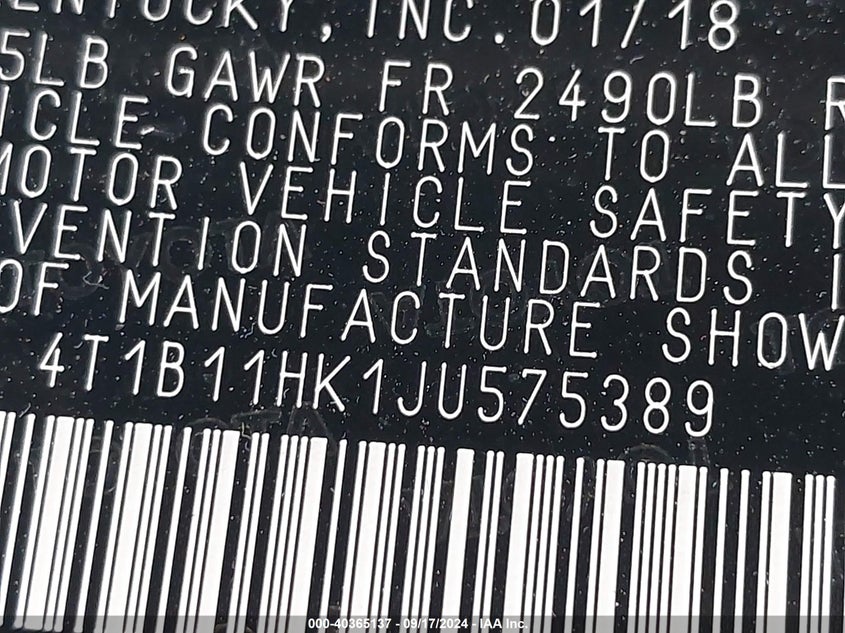 KENTUCKY, INC. 01/18
5LB GAWR FR 2490LB R
ICLE CONFORMS TO ALL
MOTOR VEHICLE SAFETY
VENTION STANDARDS I
OF MANUFACTURE SHOW
4T1B11HK1JU575389
000-40365137 - 09/17/2024 - IAA Inc.